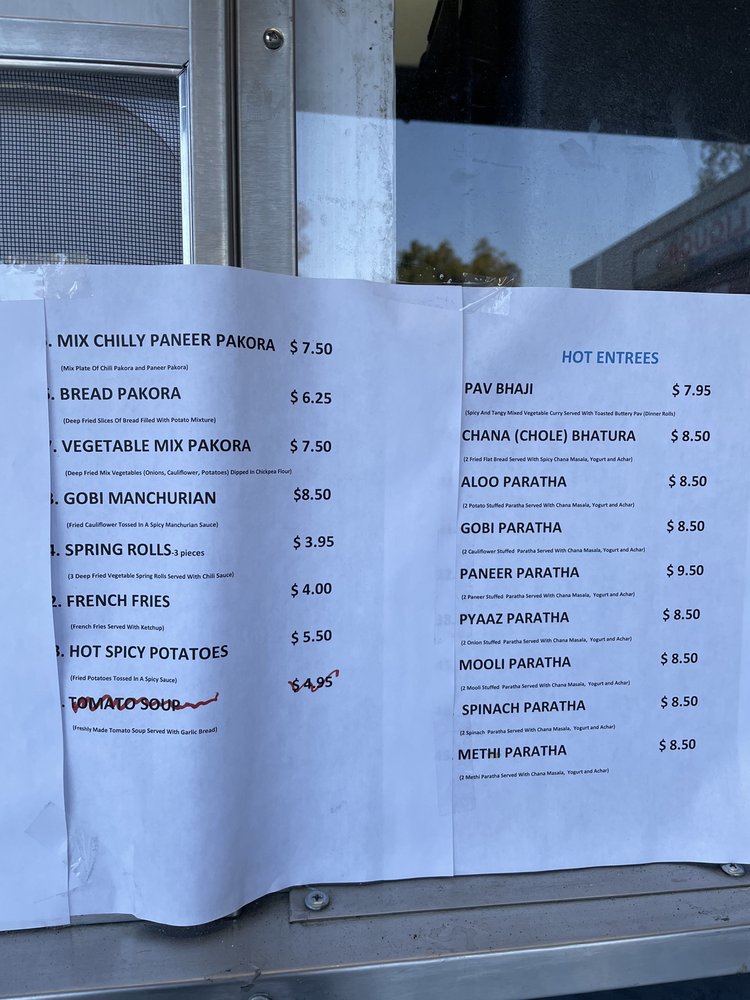 . MIX CHILLY PANEER PAKORA $ 7.50
(Mix Plate Of Chili Pakora and Paneer Pakora)
. BREAD PAKORA $ 6.25
(Deep Fried Slices Of Bread Filled With Potato Mixture)
. VEGETABLE MIX PAKORA $ 7.50
(Deep Fried Mix Vegetables (Onions, Cauliflower, Potatoes) Dipped In Chickpea Flour)
. GOBI MANCHURIAN $8.50
(Fried Cauliflower Tossed In A Spicy Manchurian Sauce)
. SPRING ROLLS-3 pieces $ 3.95
(3 Deep Fried Vegetable Spring Rolls Served With Chili Sauce)
. FRENCH FRIES $ 4.00
(French Fries Served With Ketchup)
. HOT SPICY POTATOES $ 5.50
(Fried Potatoes Tossed In A Spicy Sauce)
. TOMATO SOUP $ 4.95
(Freshly Made Tomato Soup Served With Garlic Bread)
HOT ENTREES
PAV BHAJI $ 7.95
(Spicy And Tangy Mixed Vegetable Curry Served With Toasted Buttery Pav (Dinner Rolls)
CHANA (CHOLE) BHATURA $ 8.50
(2 Fried Flat Bread Served With Spicy Chana Masala, Yogurt and Achar)
ALOO PARATHA $ 8.50
(2 Potato Stuffed Paratha Served With Chana Masala, Yogurt and Achar)
GOBI PARATHA $ 8.50
(2 Cauliflower Stuffed Paratha Served With Chana Masala, Yogurt and Achar)
PANEER PARATHA $ 9.50
(2 Paneer Stuffed Paratha Served With Chana Masala, Yogurt and Achar)
PYAAZ PARATHA $ 8.50
(2 Onion Stuffed Paratha Served With Chana Masala, Yogurt and Achar)
MOOLI PARATHA $ 8.50
(2 Mooli Stuffed Paratha Served With Chana Masala, Yogurt and Achar)
SPINACH PARATHA $ 8.50
(2 Spinach Paratha Served With Chana Masala, Yogurt and Achar)
METHI PARATHA $ 8.50
(2 Methi Paratha Served With Chana Masala, Yogurt and Achar)